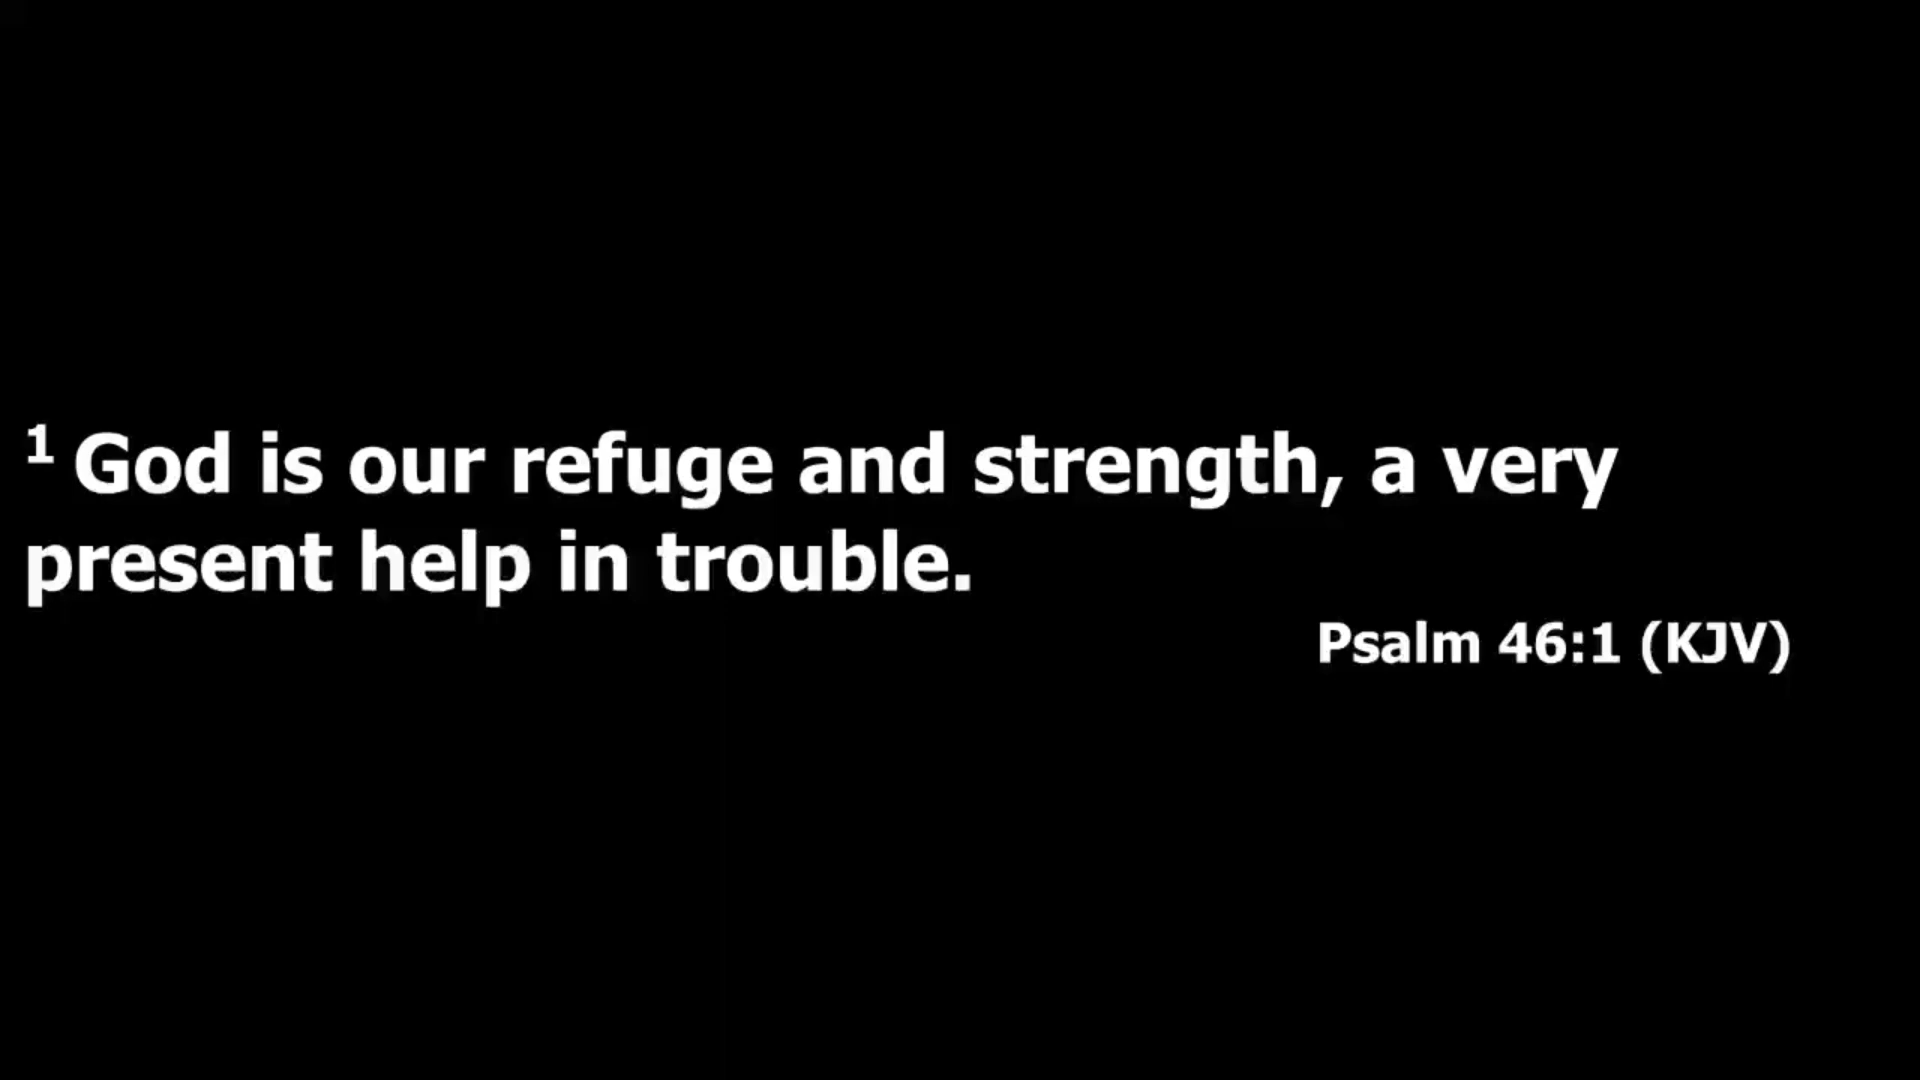 ¹ God is our refuge and strength, a very
present help in trouble.
Psalm 46:1 (KJV)